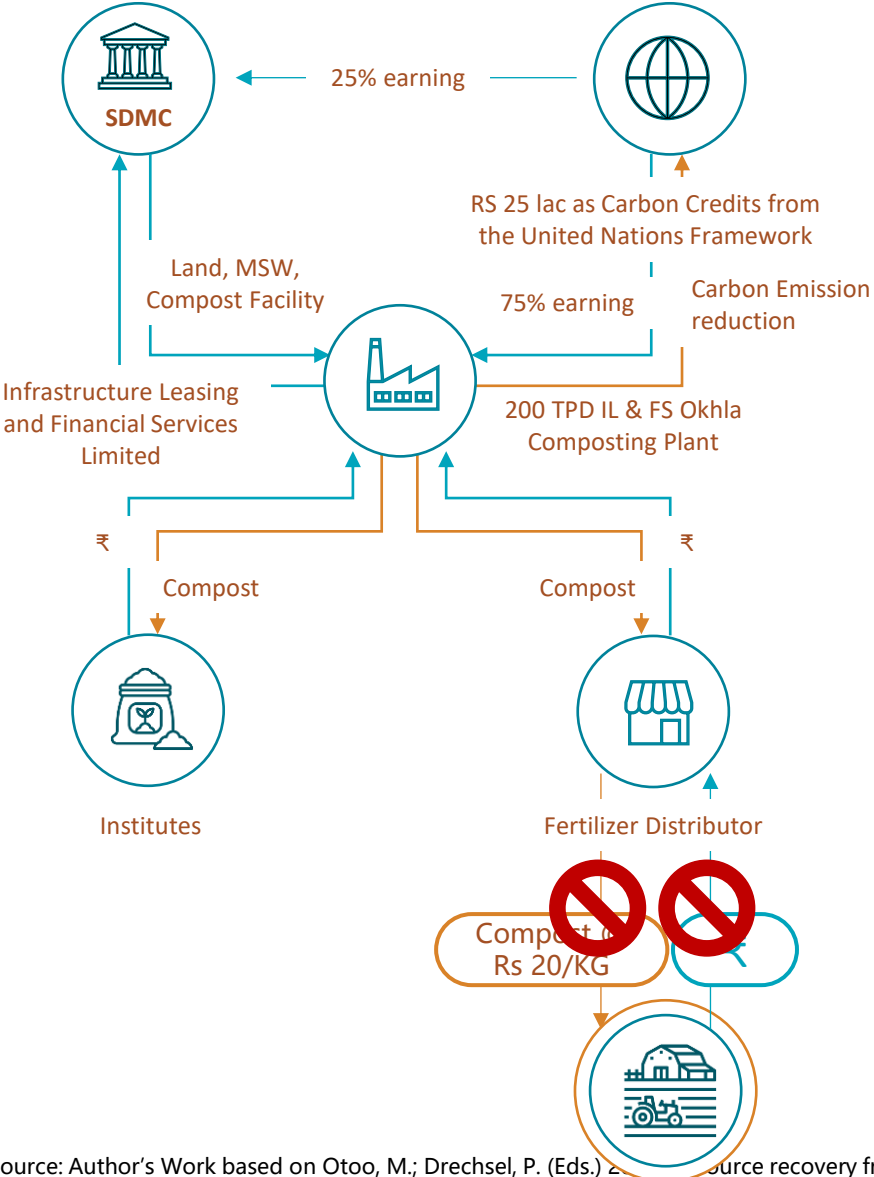 25% earning
SDMC
RS 25 lac as Carbon Credits from
the United Nations Framework
Land, MSW,
Compost Facility
75% earning
Carbon Emission
reduction
Infrastructure Leasing
and Financial Services
Limited
200 TPD IL & FS Okhla
Composting Plant
₹
₹
Compost
Compost
Institutes
Fertilizer Distributor
Compost @
Rs 20/KG
₹
ource: Author's Work based on Otoo, M.; Drechsel, P. (Eds.)